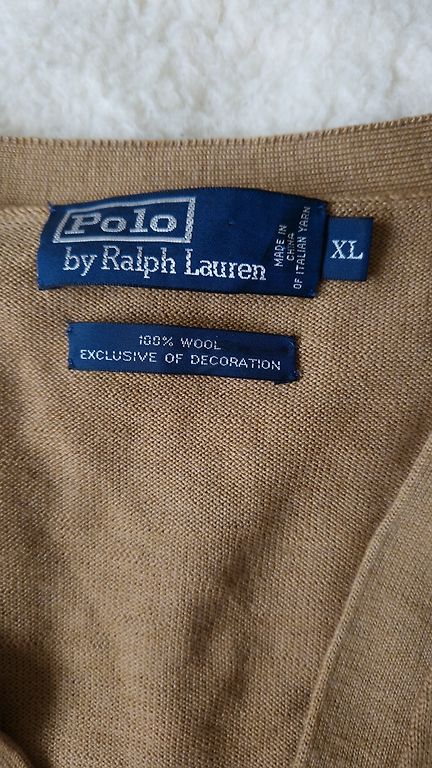 Polo
by Ralph Lauren
MADE IN
CHINA
OF ITALIAN YARN
XL
100% WOOL
EXCLUSIVE OF DECORATION